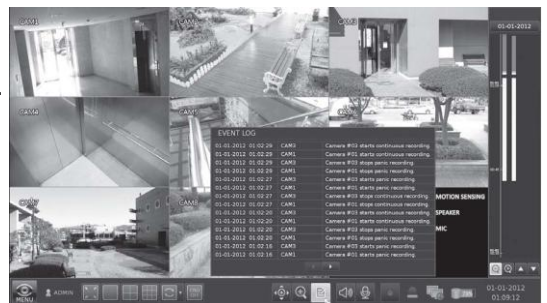 CAM1
CAM3
01-01-2012
CAM4
CAM5
EVENT LOG
01-01-2012 01:02:29 CAM3 Camera #03 starts continuous recording.
01-01-2012 01:02:29 CAM1 Camera #01 starts continuous recording.
01-01-2012 01:02:29 CAM3 Camera #03 stops panic recording.
01-01-2012 01:02:29 CAM1 Camera #01 stops panic recording.
01-01-2012 01:02:27 CAM3 Camera #03 starts panic recording.
01-01-2012 01:02:27 CAM1 Camera #01 starts panic recording.
01-01-2012 01:02:27 CAM3 Camera #03 stops continuous recording.
01-01-2012 01:02:27 CAM1 Camera #01 stops continuous recording.
01-01-2012 01:02:20 CAM3 Camera #03 starts continuous recording.
01-01-2012 01:02:20 CAM1 Camera #01 starts continuous recording.
01-01-2012 01:02:20 CAM3 Camera #03 stops panic recording.
01-01-2012 01:02:20 CAM1 Camera #01 stops panic recording.
01-01-2012 01:02:16 CAM3 Camera #03 starts panic recording.
01-01-2012 01:02:16 CAM1 Camera #01 starts panic recording.
CAM7
CAM8
MOTION SENSING
SPEAKER
MIC
MENU
ADMIN
01-01-2012
01:09:12